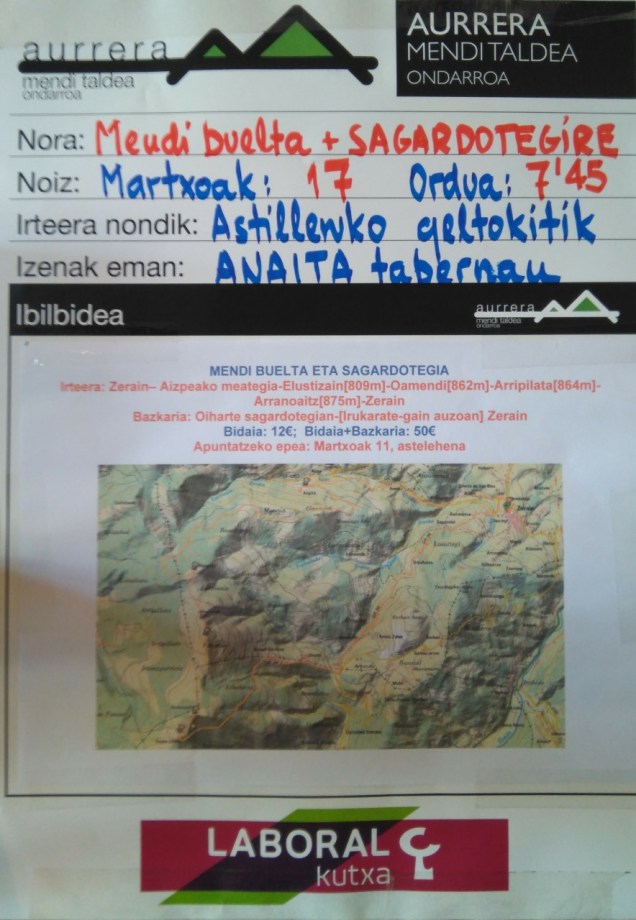 aurrera
mendi taldea
ondarroa
AURRERA
MENDI TALDEA
ONDARROA
Nora: Mendi buelta + SAGARDOTEGIRE
Noiz: Martxoak: 17 Ordua: 7'45
Irteera nondik: Astillewko geltokitik
Izenak eman: ANAITA tabernan
Ibilbidea
aurrera
mendi taldea
ondarroa
MENDI BUELTA ETA SAGARDOTEGIA
Irteera: Zerain– Aizpeako meategia-Elustizain[809m]-Oamendi[862m]-Arripilata[864m]-
Arranoaitz[875m]-Zerain
Bazkaria: Oiharte sagardotegian-[Irukarate-gain auzoan] Zerain
Bidaia: 12€; Bidaia+Bazkaria: 50€
Apuntatzeko epea: Martxoak 11, astelehena
LABORAL
kutxa